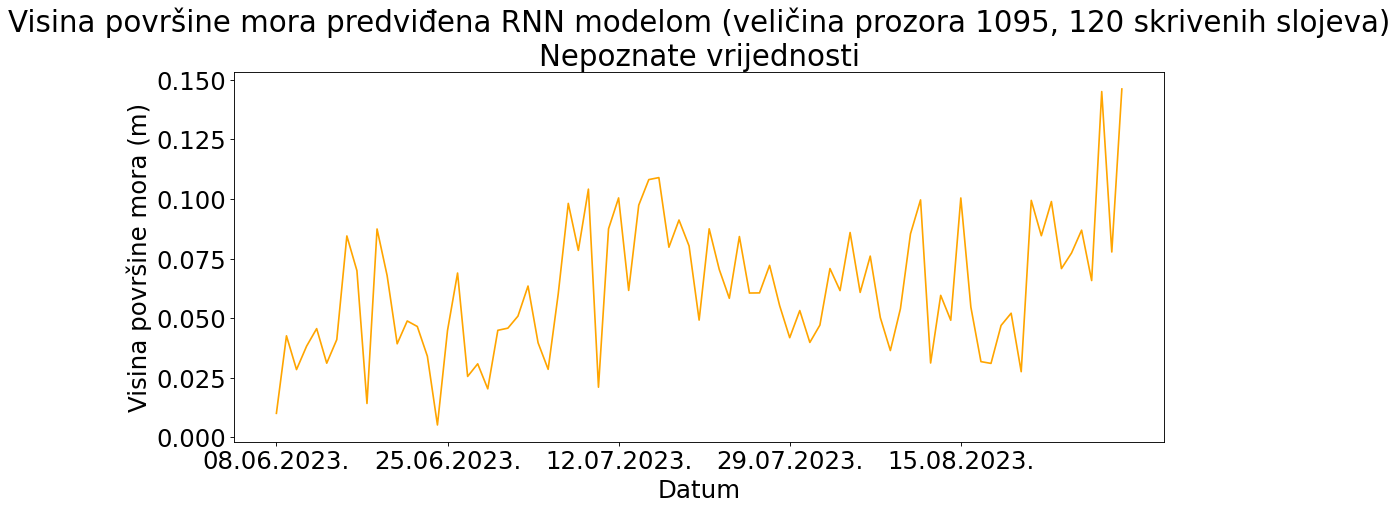 Visina površine mora predviđena RNN modelom (veličina prozora 1095, 120 skrivenih slojeva)
Nepoznate vrijednosti
Visina površine mora (m)
0.150
0.125
0.100
0.075
0.050
0.025
0.000
08.06.2023. 25.06.2023. 12.07.2023. 29.07.2023. 15.08.2023.
Datum